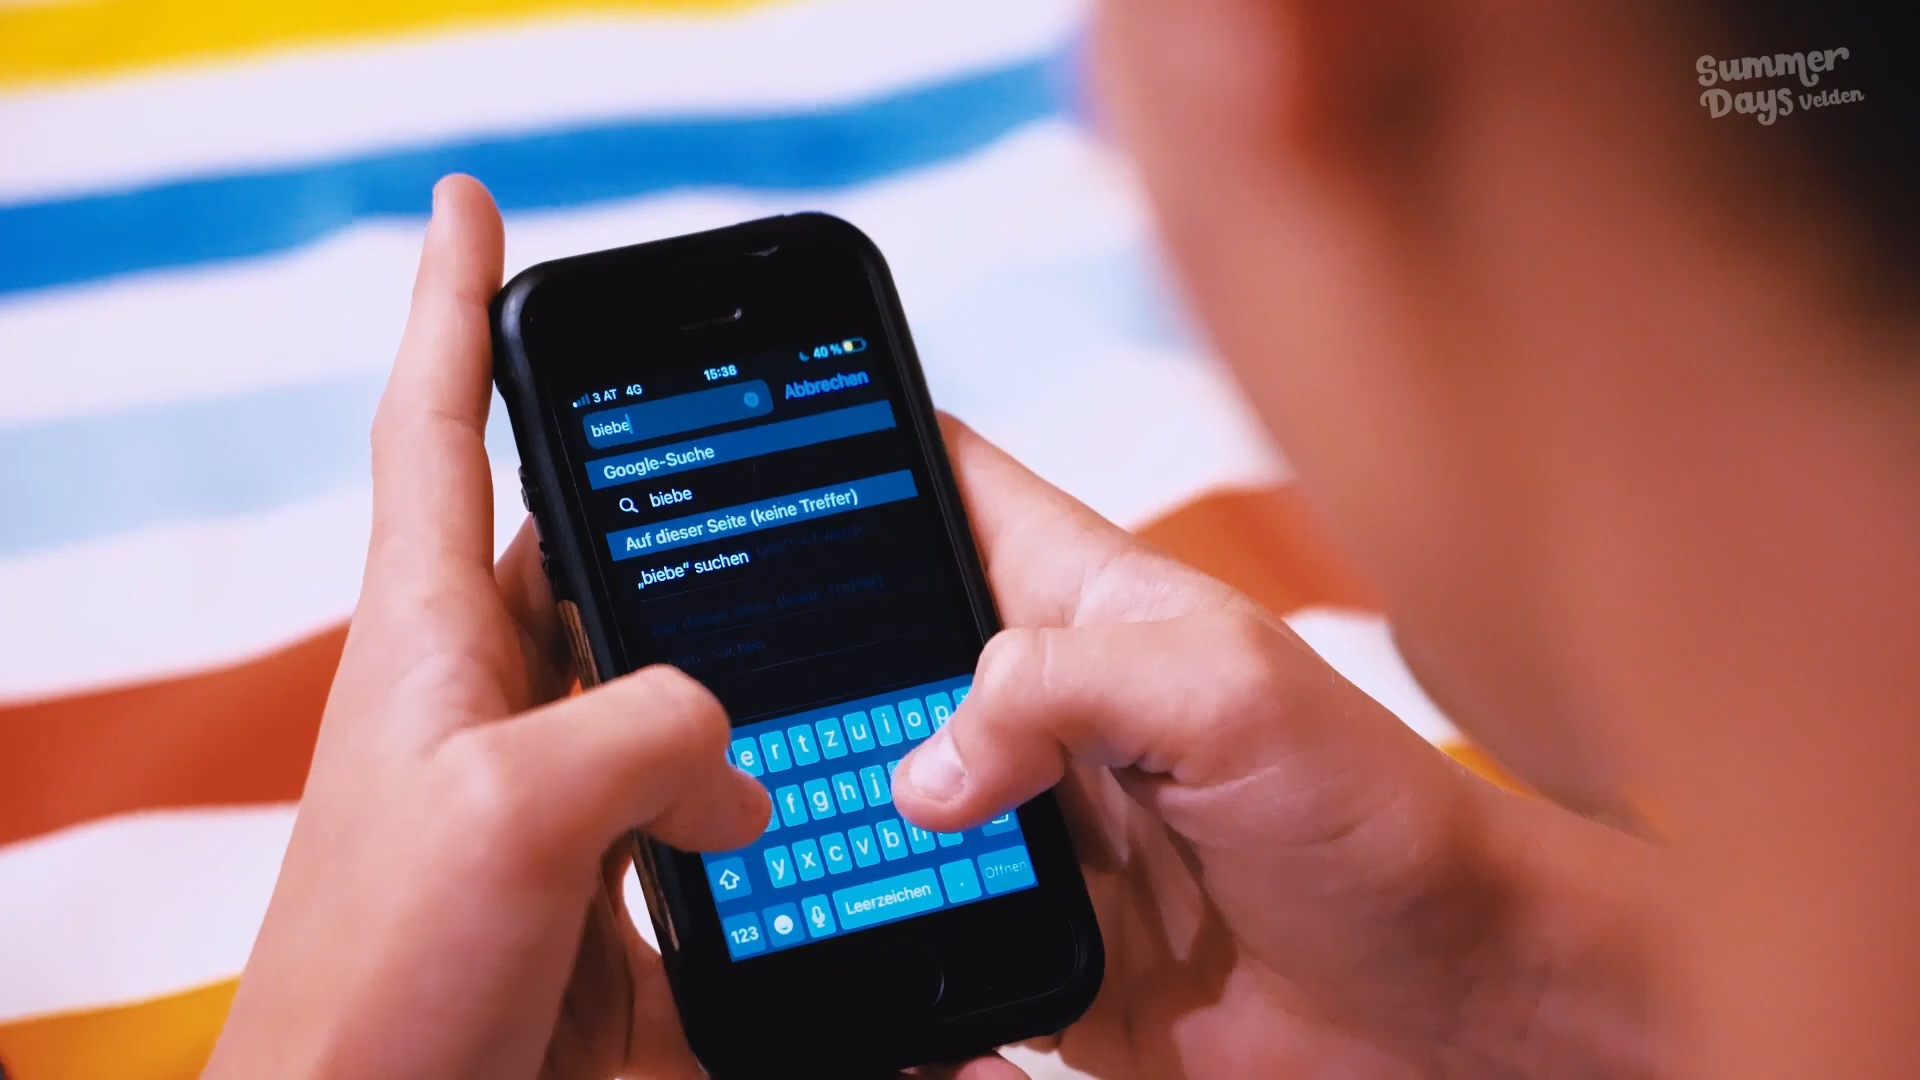 Summer
Days Velden
3 AT 4G
15:38
40 %
biebe
Abbrechen
Google-Suche
biebe
Auf dieser Seite (keine Treffer)
„biebe“ suchen
e r t z u i o p
f g h j
y x c v b n
123
Leerzeichen
.
Öffnen